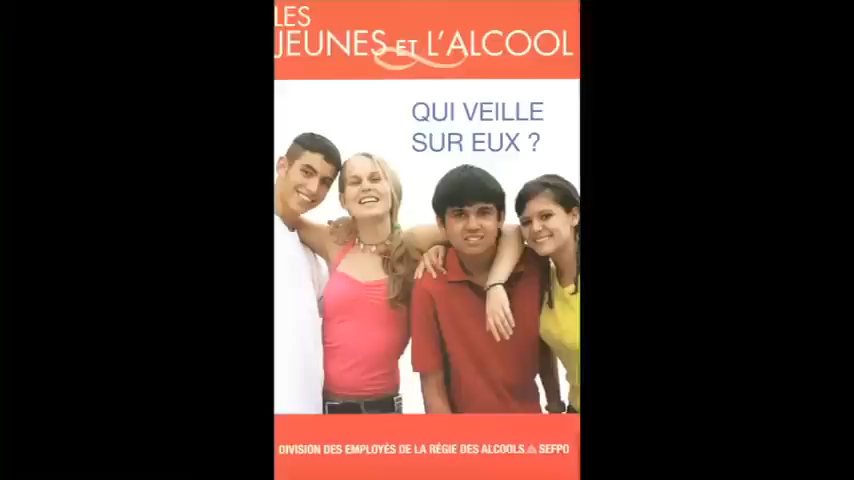 LES
JEUNES ET L'ALCOOL
QUI VEILLE
SUR EUX ?
DIVISION DES EMPLOYÉS DE LA RÉGIE DES ALCOOLS SEFPO